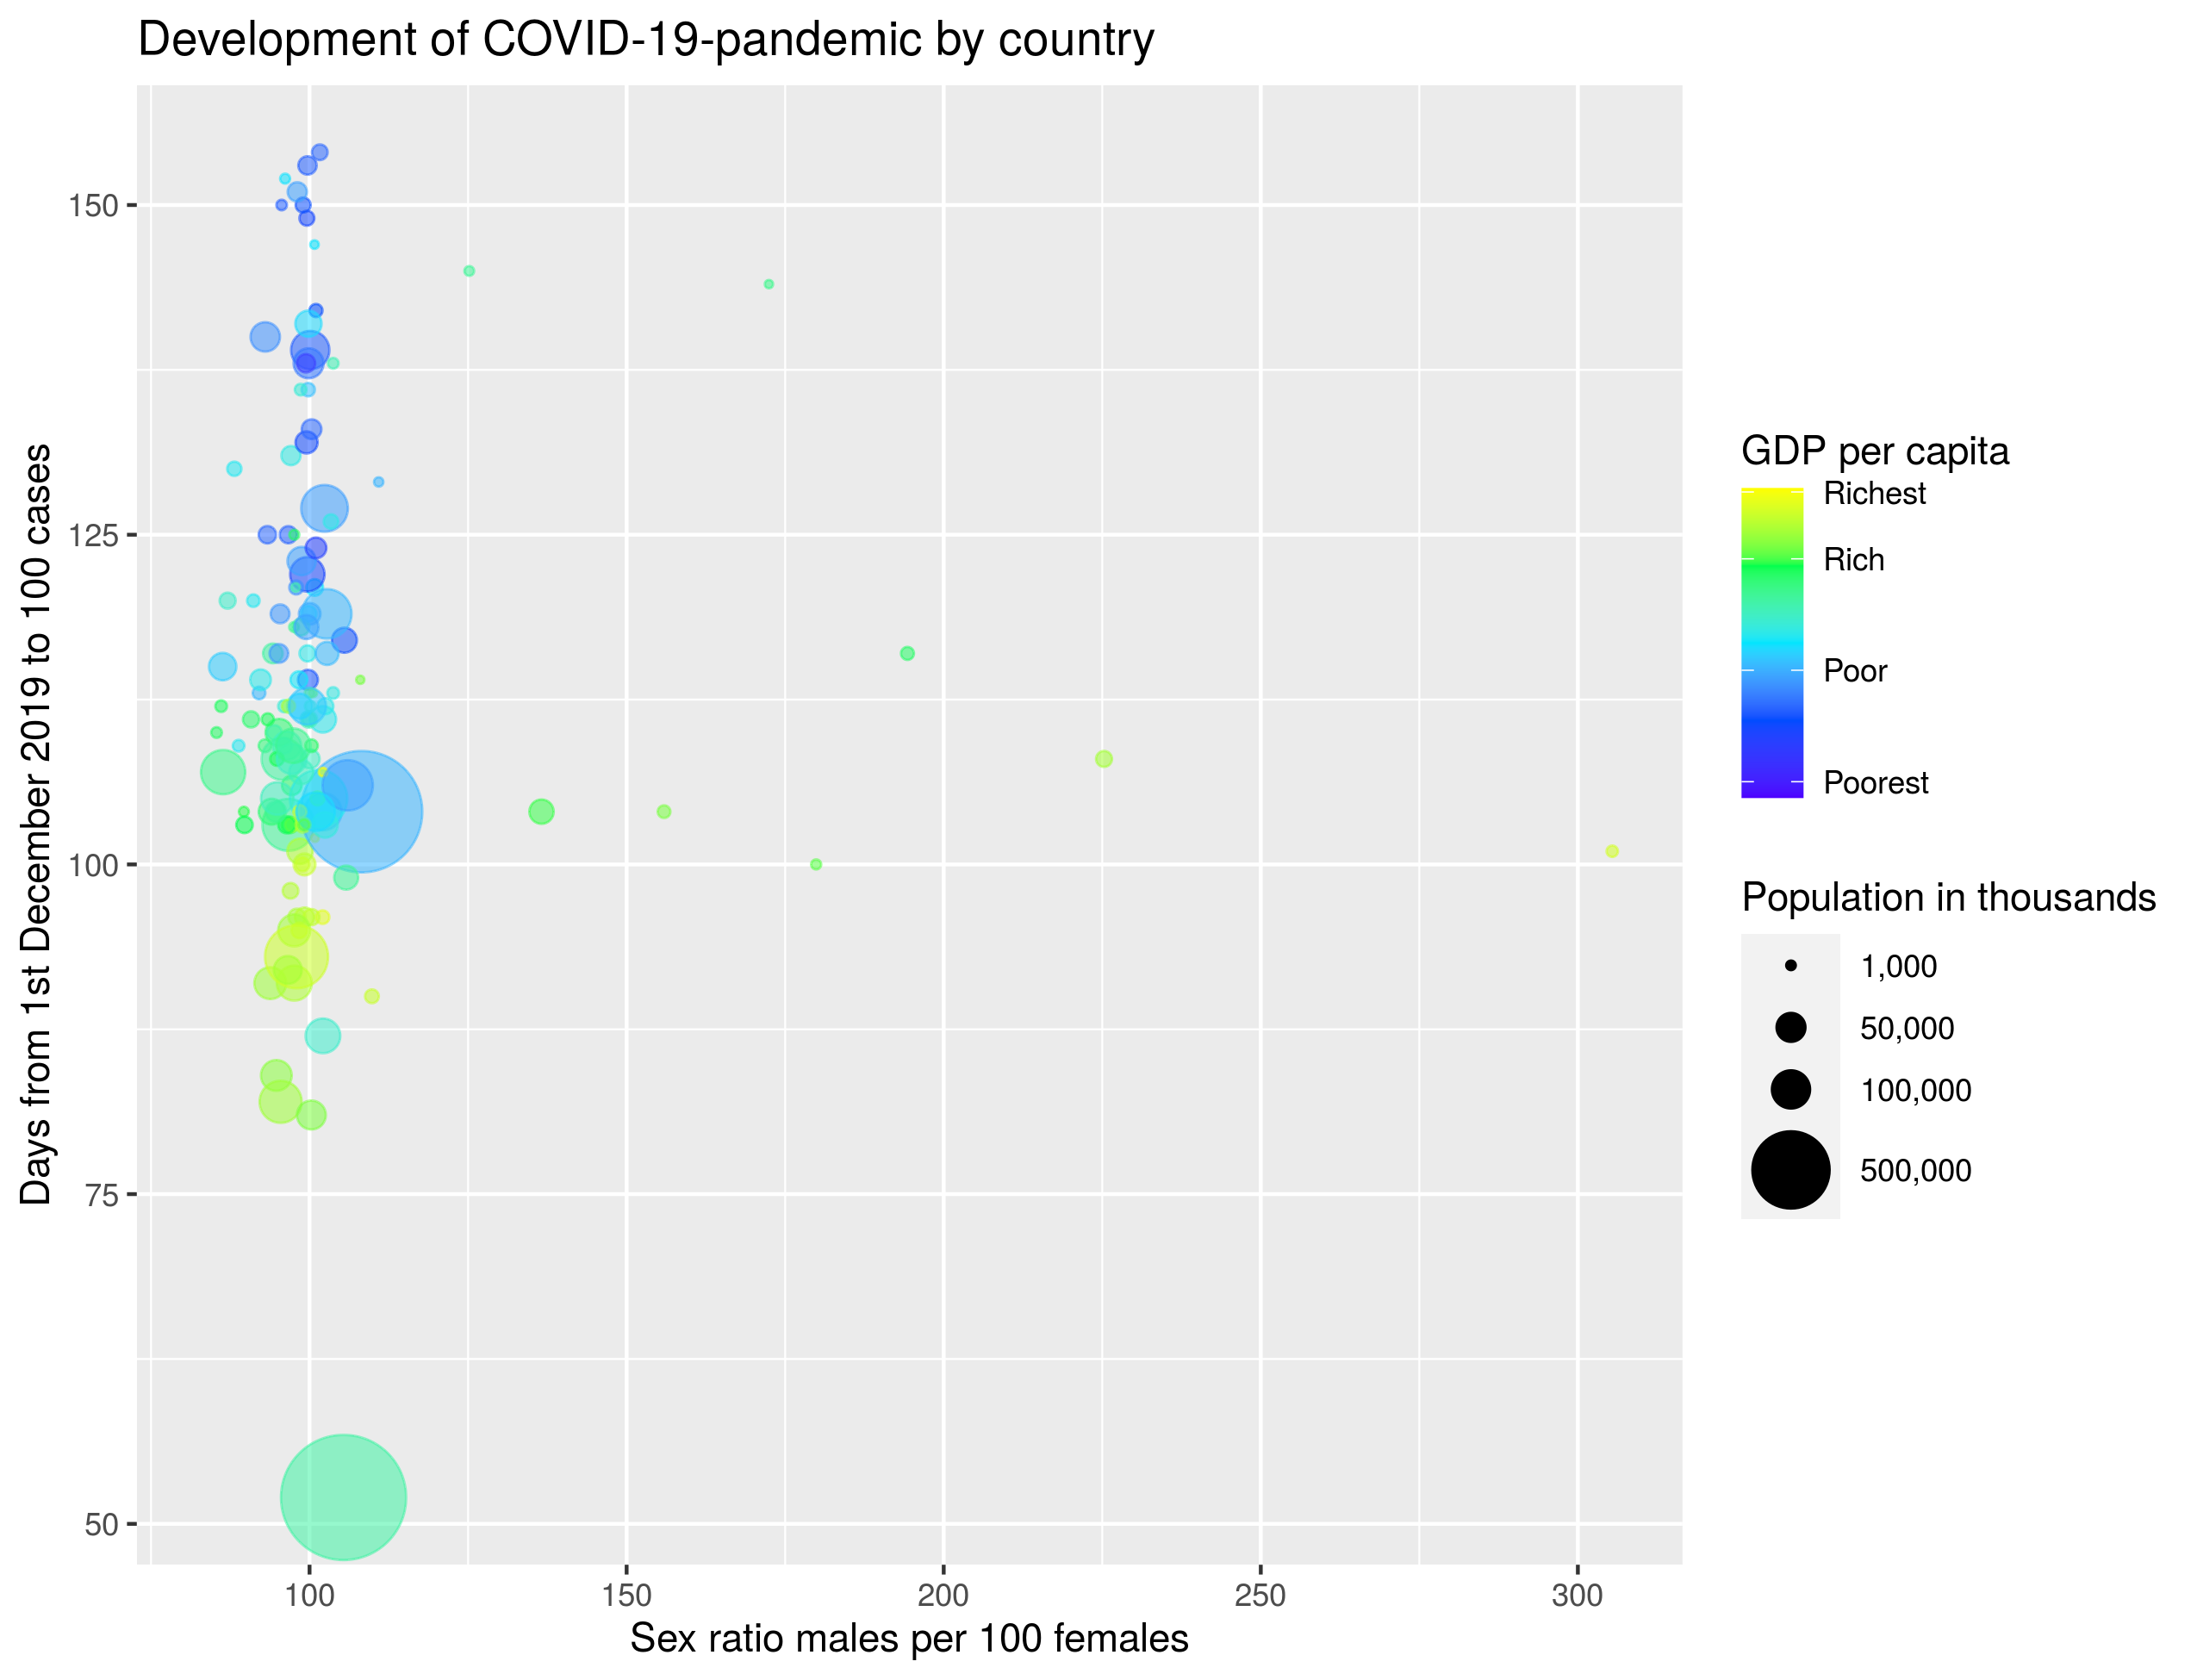 Development of COVID-19-pandemic by country
Days from 1st December 2019 to 100 cases
150
125
100
75
50
100
150
200
250
300
Sex ratio males per 100 females
GDP per capita
Richest
Rich
Poor
Poorest
Population in thousands
1,000
50,000
100,000
500,000